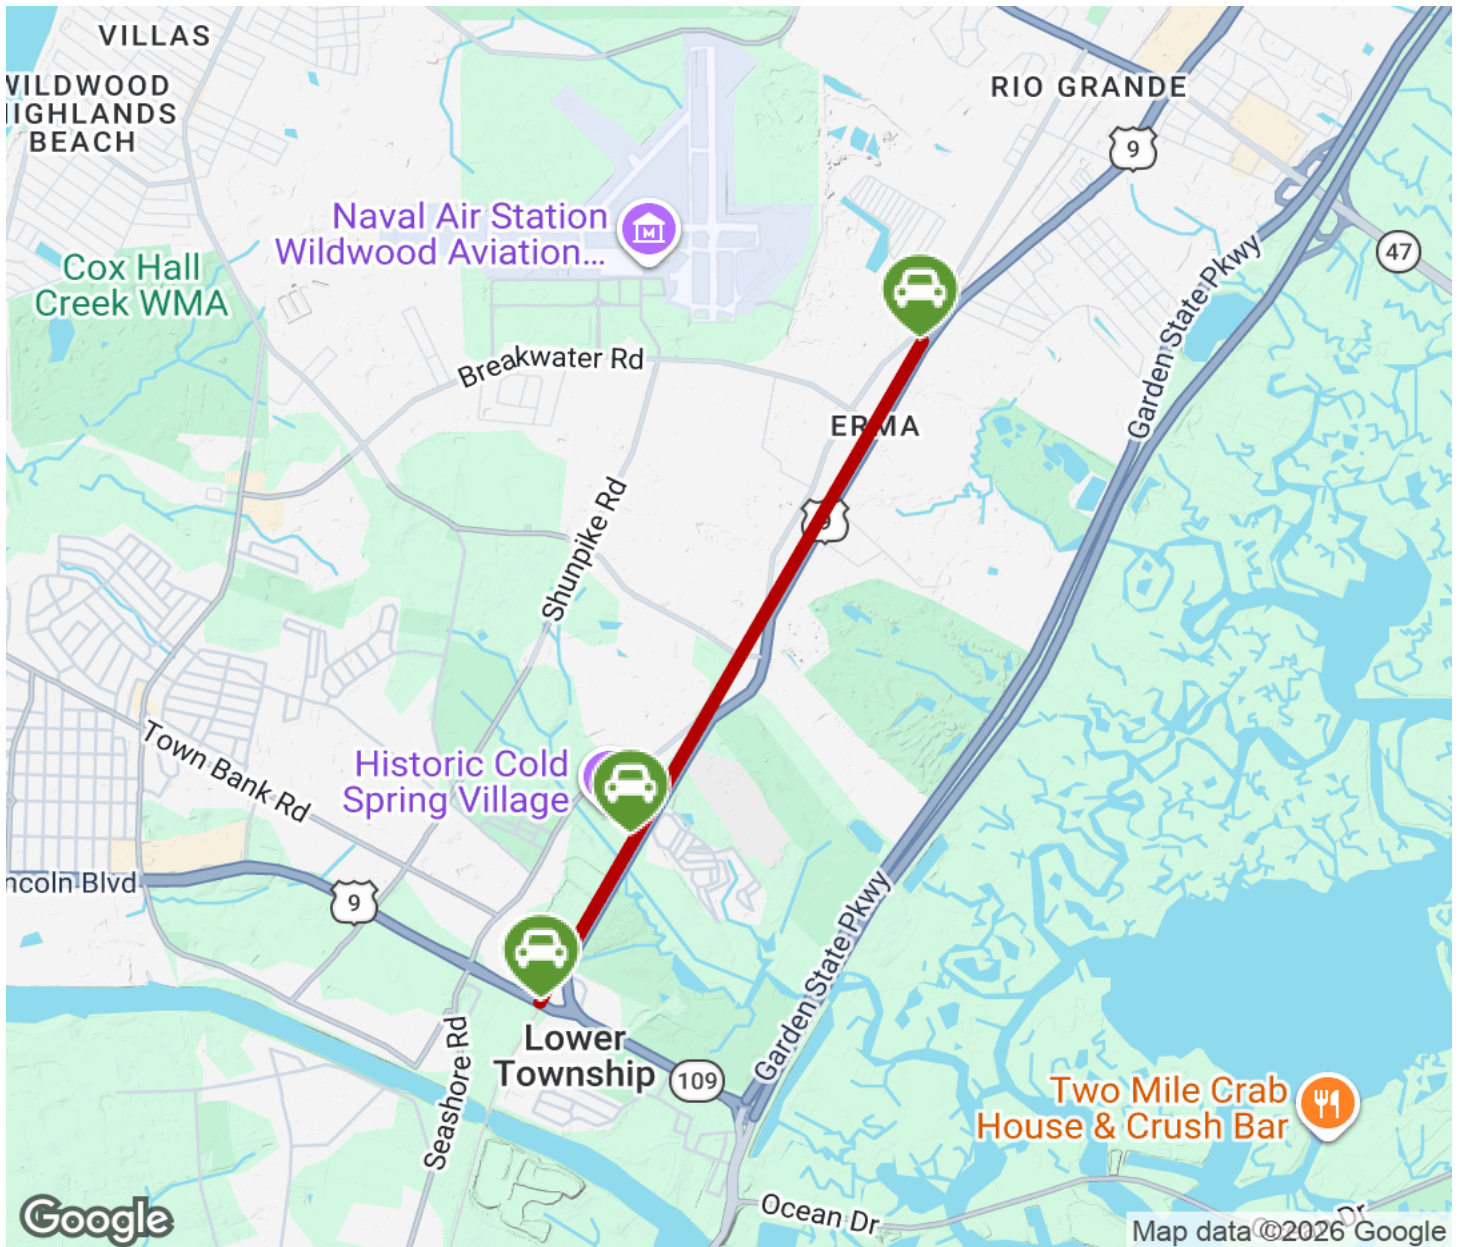 VILLAS
WILDWOOD
HIGHLANDS
BEACH
RIO GRANDE
9
Naval Air Station
Wildwood Aviation...
47
Cox Hall
Creek WMA
Garden State Pkwy
Breakwater Rd
ERMA
9
Shunpike Rd
Historic Cold
Spring Village
Town Bank Rd
ncoln Blvd
9
Garden State Pkwy
Lower
Township
109
Seashore Rd
Two Mile Crab
House & Crush Bar
Ocean Dr
Google
Map data ©2026 Google